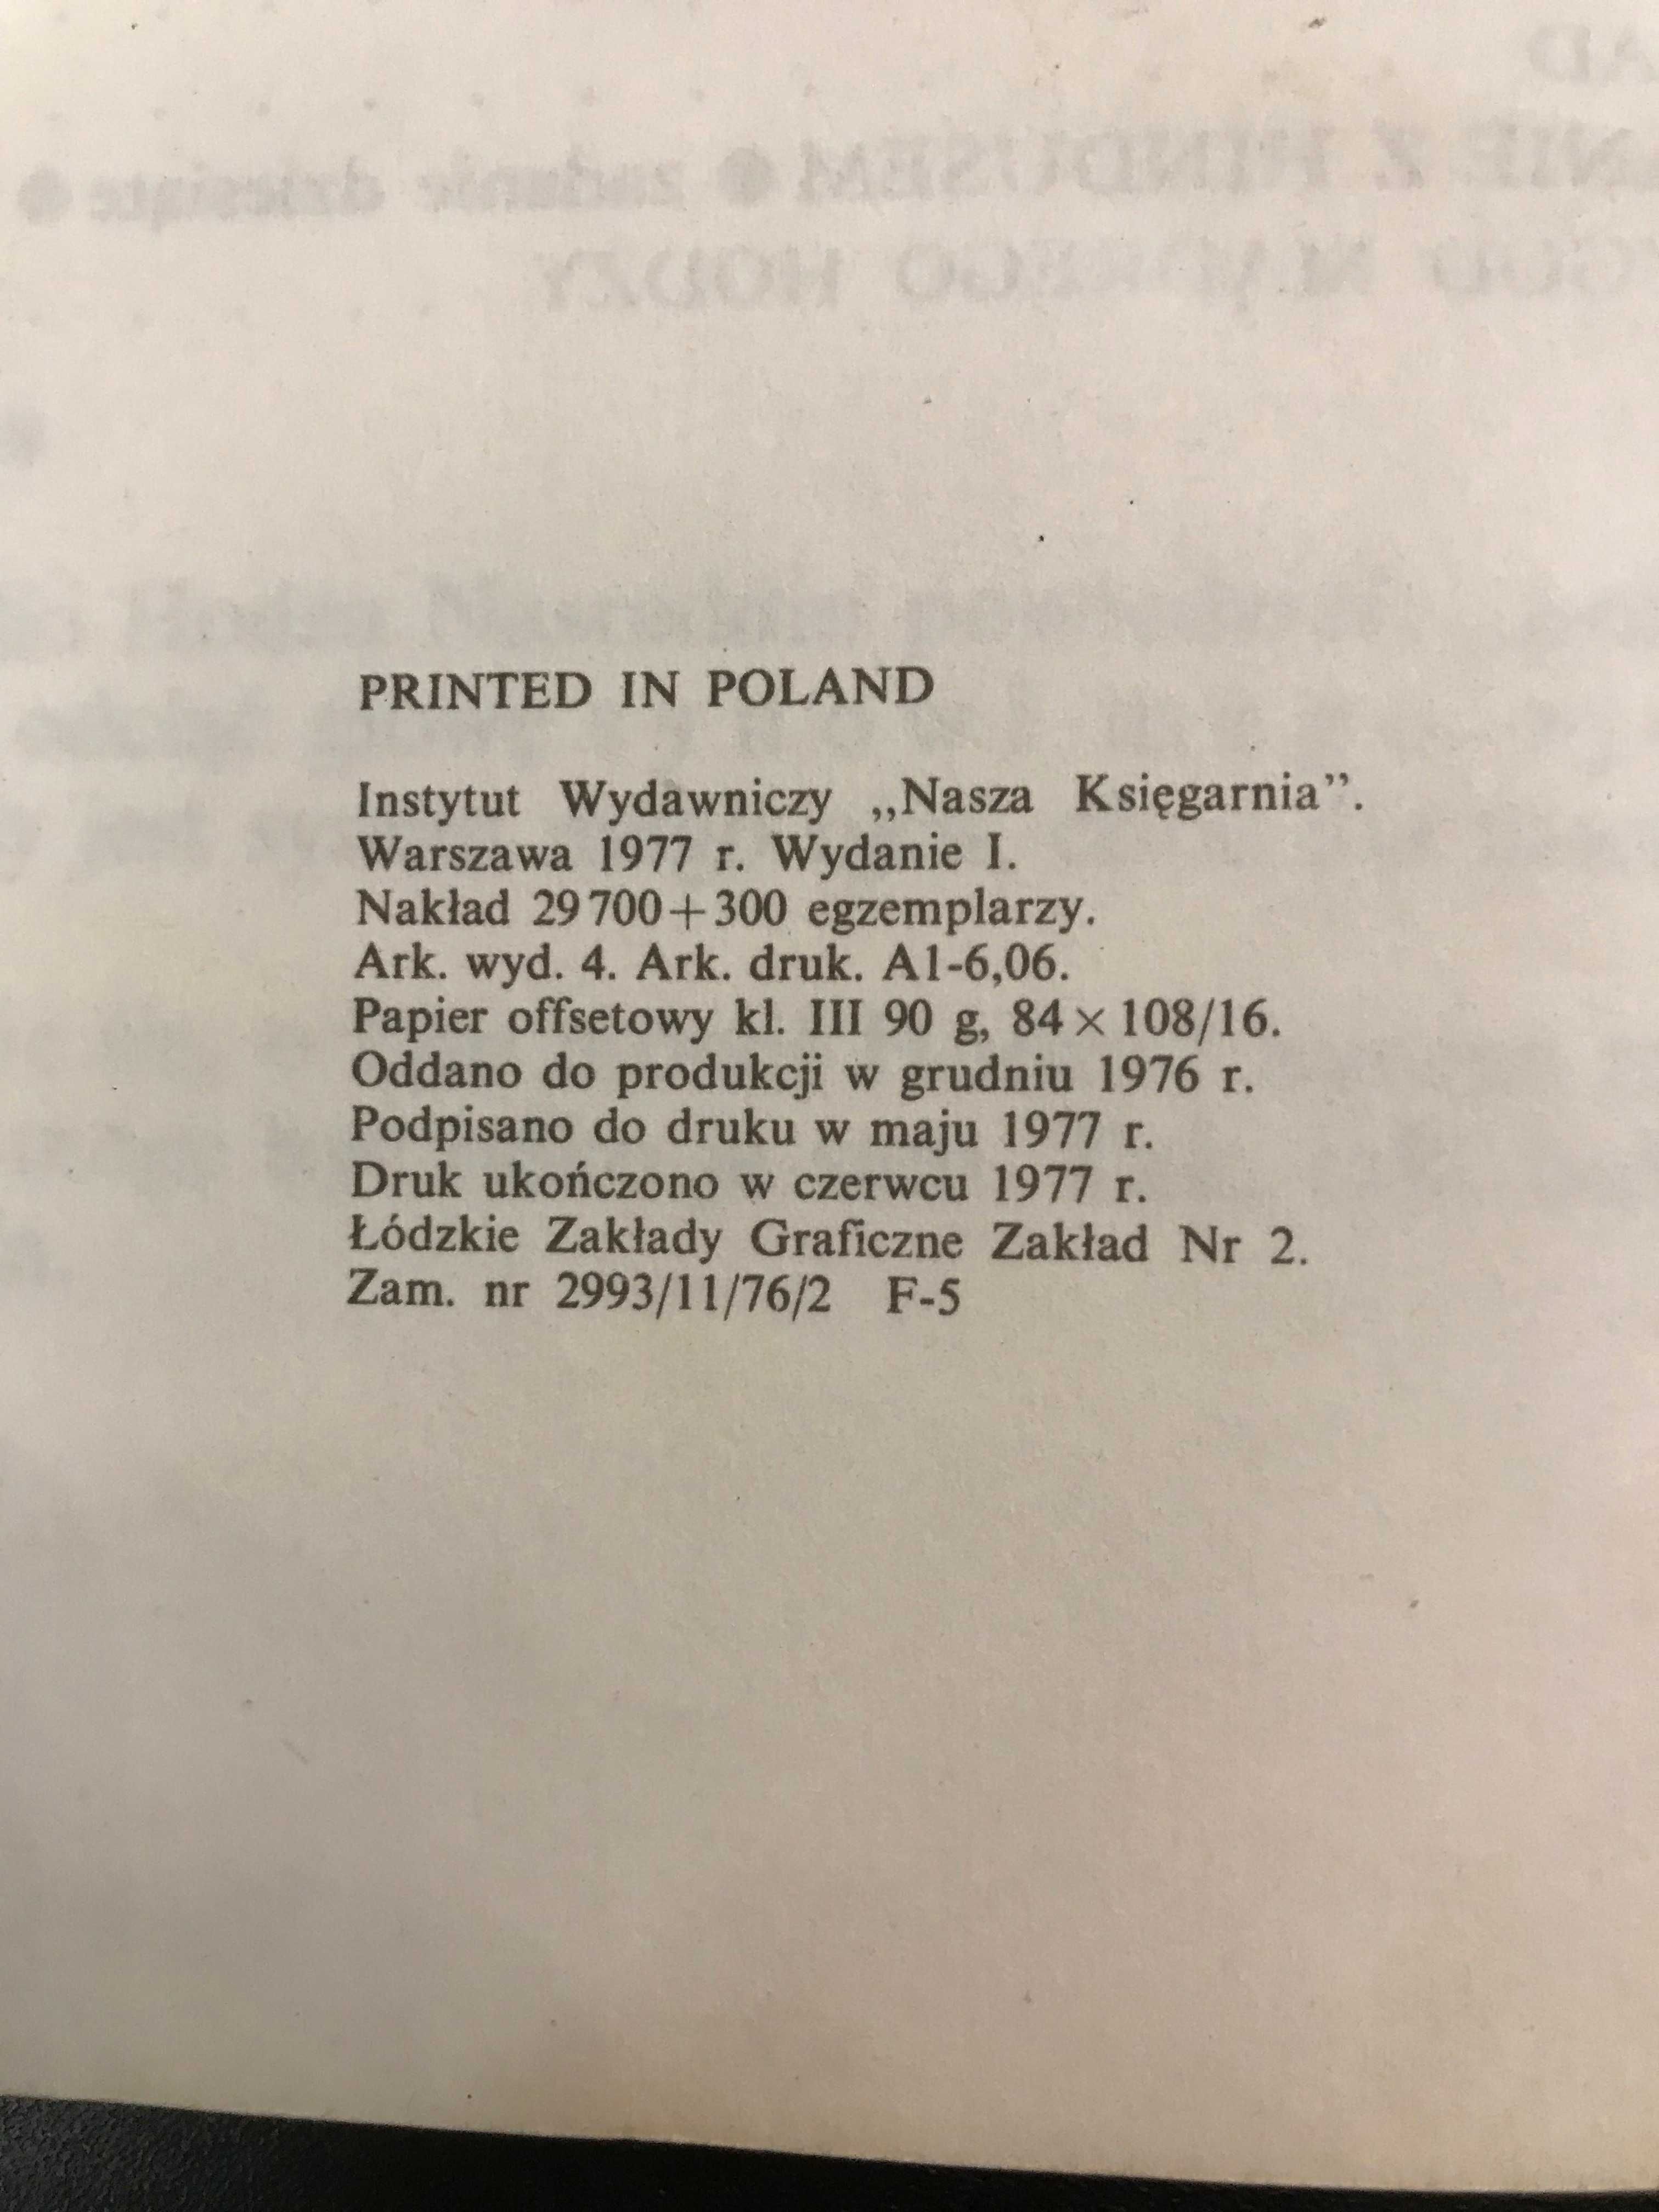 PRINTED IN POLAND
Instytut Wydawniczy „Nasza Księgarnia”.
Warszawa 1977 r. Wydanie I.
Nakład 29 700+300 egzemplarzy.
Ark. wyd. 4. Ark. druk. A1-6,06.
Papier offsetowy kl. III 90 g, 84×108/16.
Oddano do produkcji w grudniu 1976 r.
Podpisano do druku w maju 1977 r.
Druk ukończono w czerwcu 1977 r.
Łódzkie Zakłady Graficzne Zakład Nr 2.
Zam. nr 2993/11/76/2 F-5